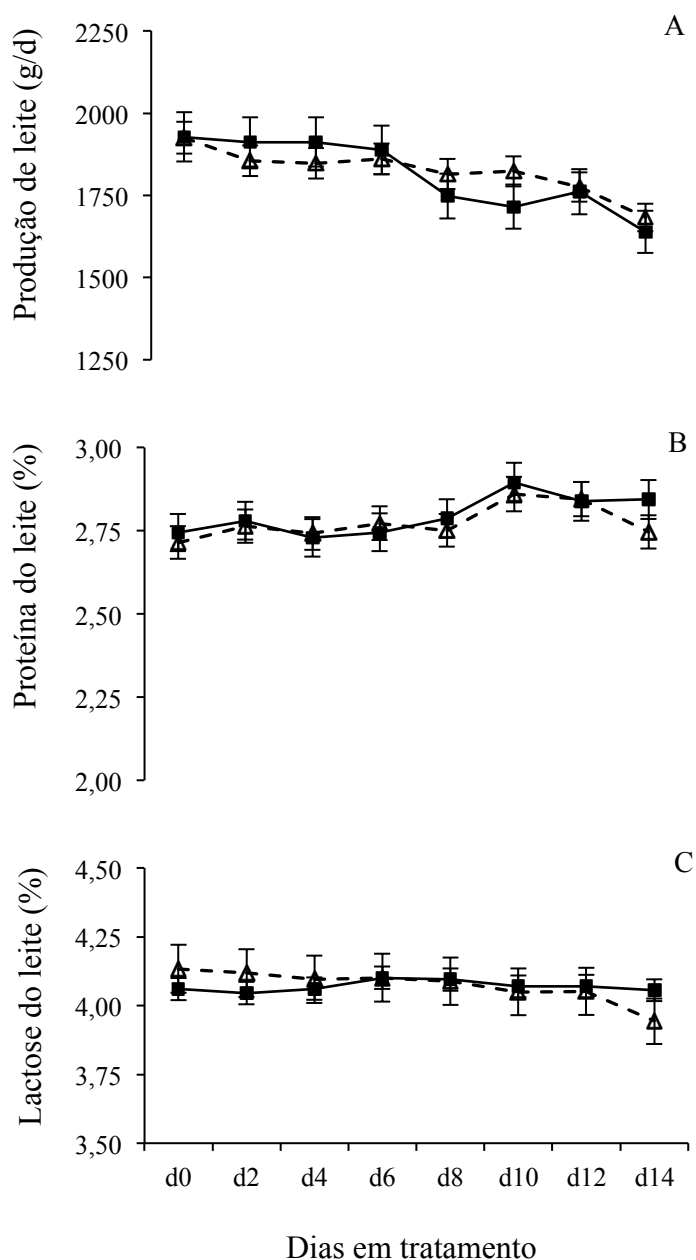 A
Produção de leite (g/d)
2250
2000
1750
1500
1250
B
Proteína do leite (%)
3,00
2,75
2,50
2,25
2,00
C
Lactose do leite (%)
4,50
4,25
4,00
3,75
3,50
d0 d2 d4 d6 d8 d10 d12 d14
Dias em tratamento